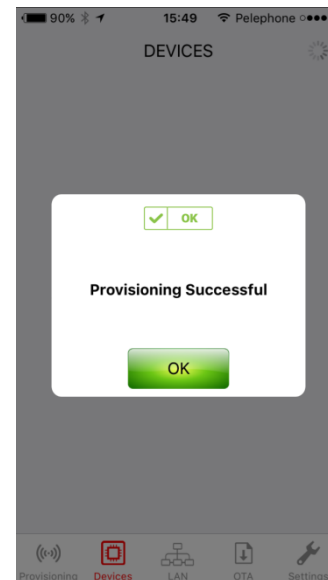 90% 15:49 Pelephone
DEVICES
OK
Provisioning Successful
OK
Provisioning Devices LAN OTA Settings